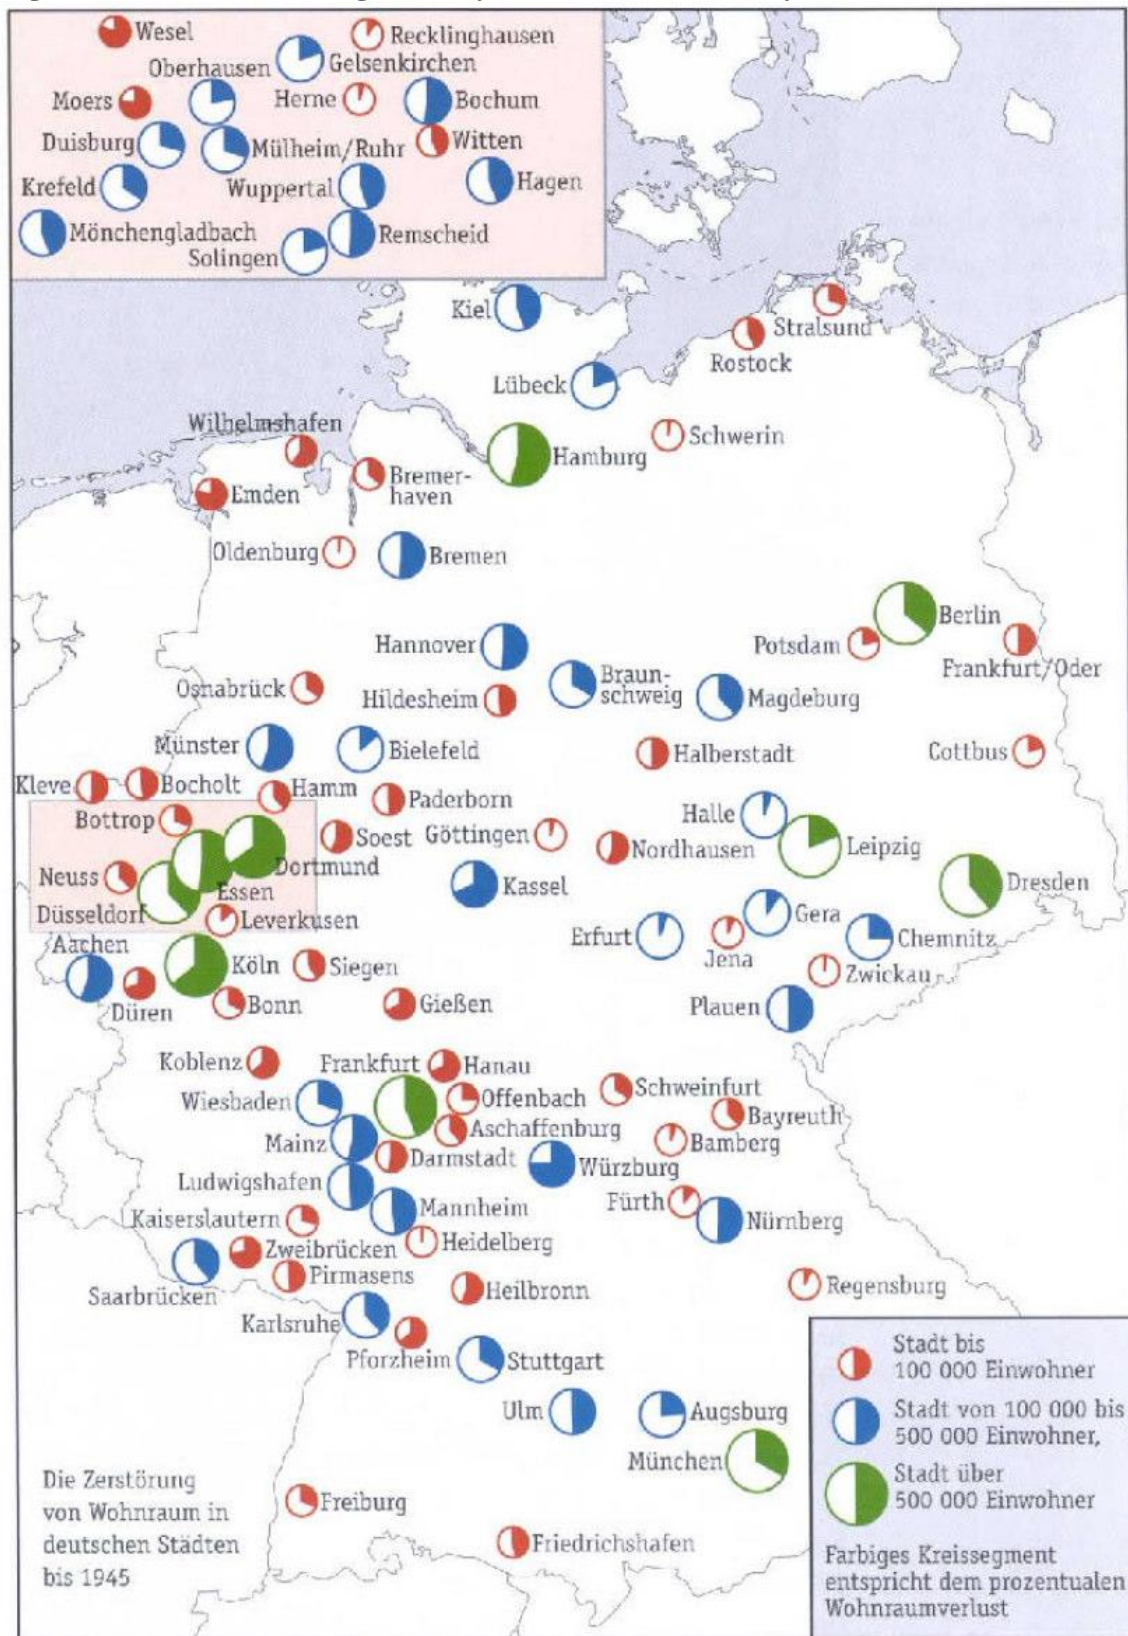 Wesel
Recklinghausen
Oberhausen
Gelsenkirchen
Moers
Herne
Bochum
Duisburg
Mülheim/Ruhr
Witten
Krefeld
Wuppertal
Hagen
Mönchengladbach
Remscheid
Solingen
Kiel
Stralsund
Rostock
Lübeck
Wilhelmshafen
Hamburg
Schwerin
Emden
Bremer-
haven
Oldenburg
Bremen
Berlin
Hannover
Potsdam
Frankfurt/Oder
Osnabrück
Hildesheim
Braun-
schweig
Magdeburg
Münster
Bielefeld
Halberstadt
Cottbus
Kleve
Bocholt
Hamm
Paderborn
Bottrop
Soest
Göttingen
Halle
Nordhausen
Leipzig
Dortmund
Neuss
Essen
Kassel
Dresden
Düsseldorf
Leverkusen
Gera
Aachen
Erfurt
Jena
Chemnitz
Köln
Siegen
Zwickau
Düren
Bonn
Gießen
Plauen
Koblenz
Frankfurt
Hanau
Wiesbaden
Offenbach
Schweinfurt
Bayreuth
Aschaffenburg
Mainz
Bamberg
Darmstadt
Würzburg
Ludwigshafen
Fürth
Mannheim
Nürnberg
Kaiserslautern
Heidelberg
Zweibrücken
Pirmasens
Saarbrücken
Heilbronn
Regensburg
Karlsruhe
Pforzheim
Stuttgart
Ulm
Augsburg
München
Freiburg
Friedrichshafen
Die Zerstörung
von Wohnraum in
deutschen Städten
bis 1945
Stadt bis
100 000 Einwohner
Stadt von 100 000 bis
500 000 Einwohner,
Stadt über
500 000 Einwohner
Farbiges Kreissegment
entspricht dem prozentualen
Wohnraumverlust